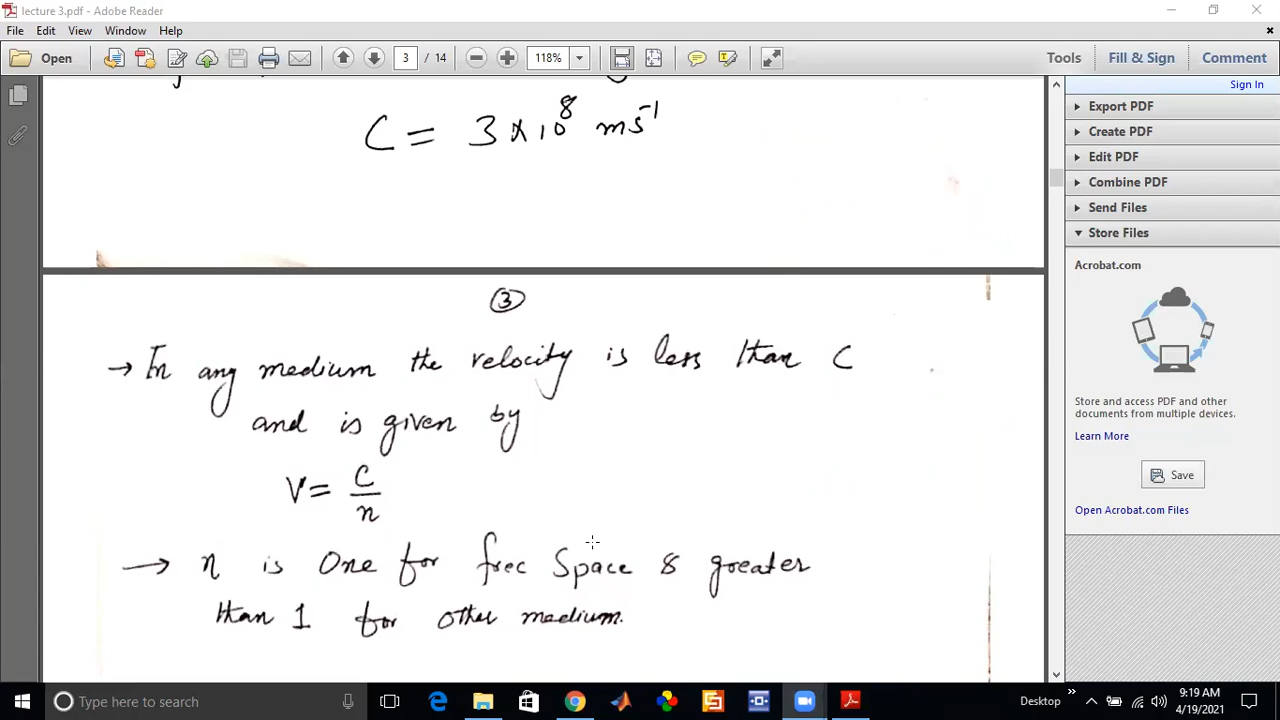 lecture 3.pdf - Adobe Reader
File Edit View Window Help
Open 3 / 14 118% Tools Fill & Sign Comment
Sign In
C = 3 × 10⁸ ms⁻¹
Export PDF
Create PDF
Edit PDF
Combine PDF
Send Files
Store Files
Acrobat.com
Store and access PDF and other
documents from multiple devices.
Learn More
Save
Open Acrobat.com Files
3
→ In any medium the velocity is less than C
and is given by
V = C/n
→ n is One for free Space & greater
than 1 for other medium.
Type here to search
Desktop
9:19 AM
4/19/2021